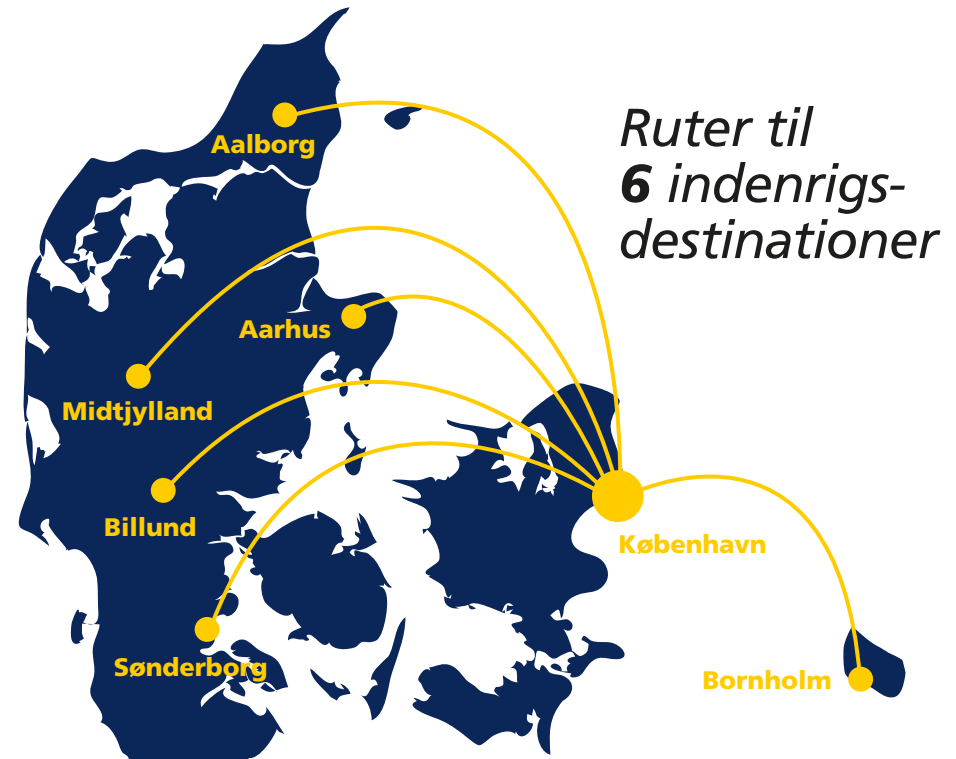 Ruter til
6 indenrigs-
destinationer
Aalborg
Aarhus
Midtjylland
Billund
København
Sønderborg
Bornholm